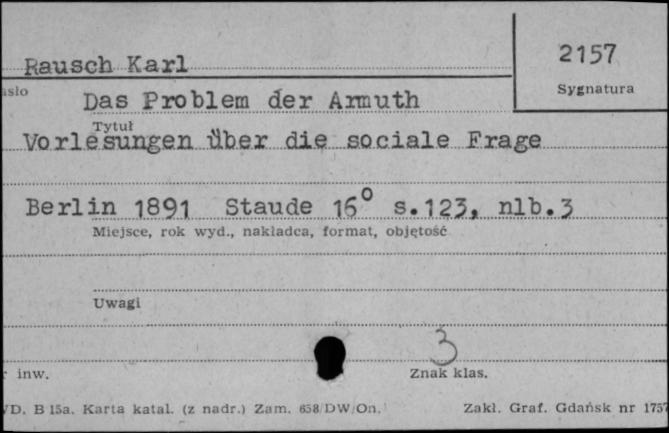 Rausch Karl
2157
Sygnatura
Das Problem der Armuth
Tytuł
Vorlesungen über die sociale Frage
Berlin 1891 Staude 16° s.123, nlb.3
Miejsce, rok wyd., nakładca, format, objętość
Uwagi
3
inw.
Znak klas.
D. B 15a. Karta katal. (z nadr.) Zam. 658/DW/On.
Zakł. Graf. Gdańsk nr 1757